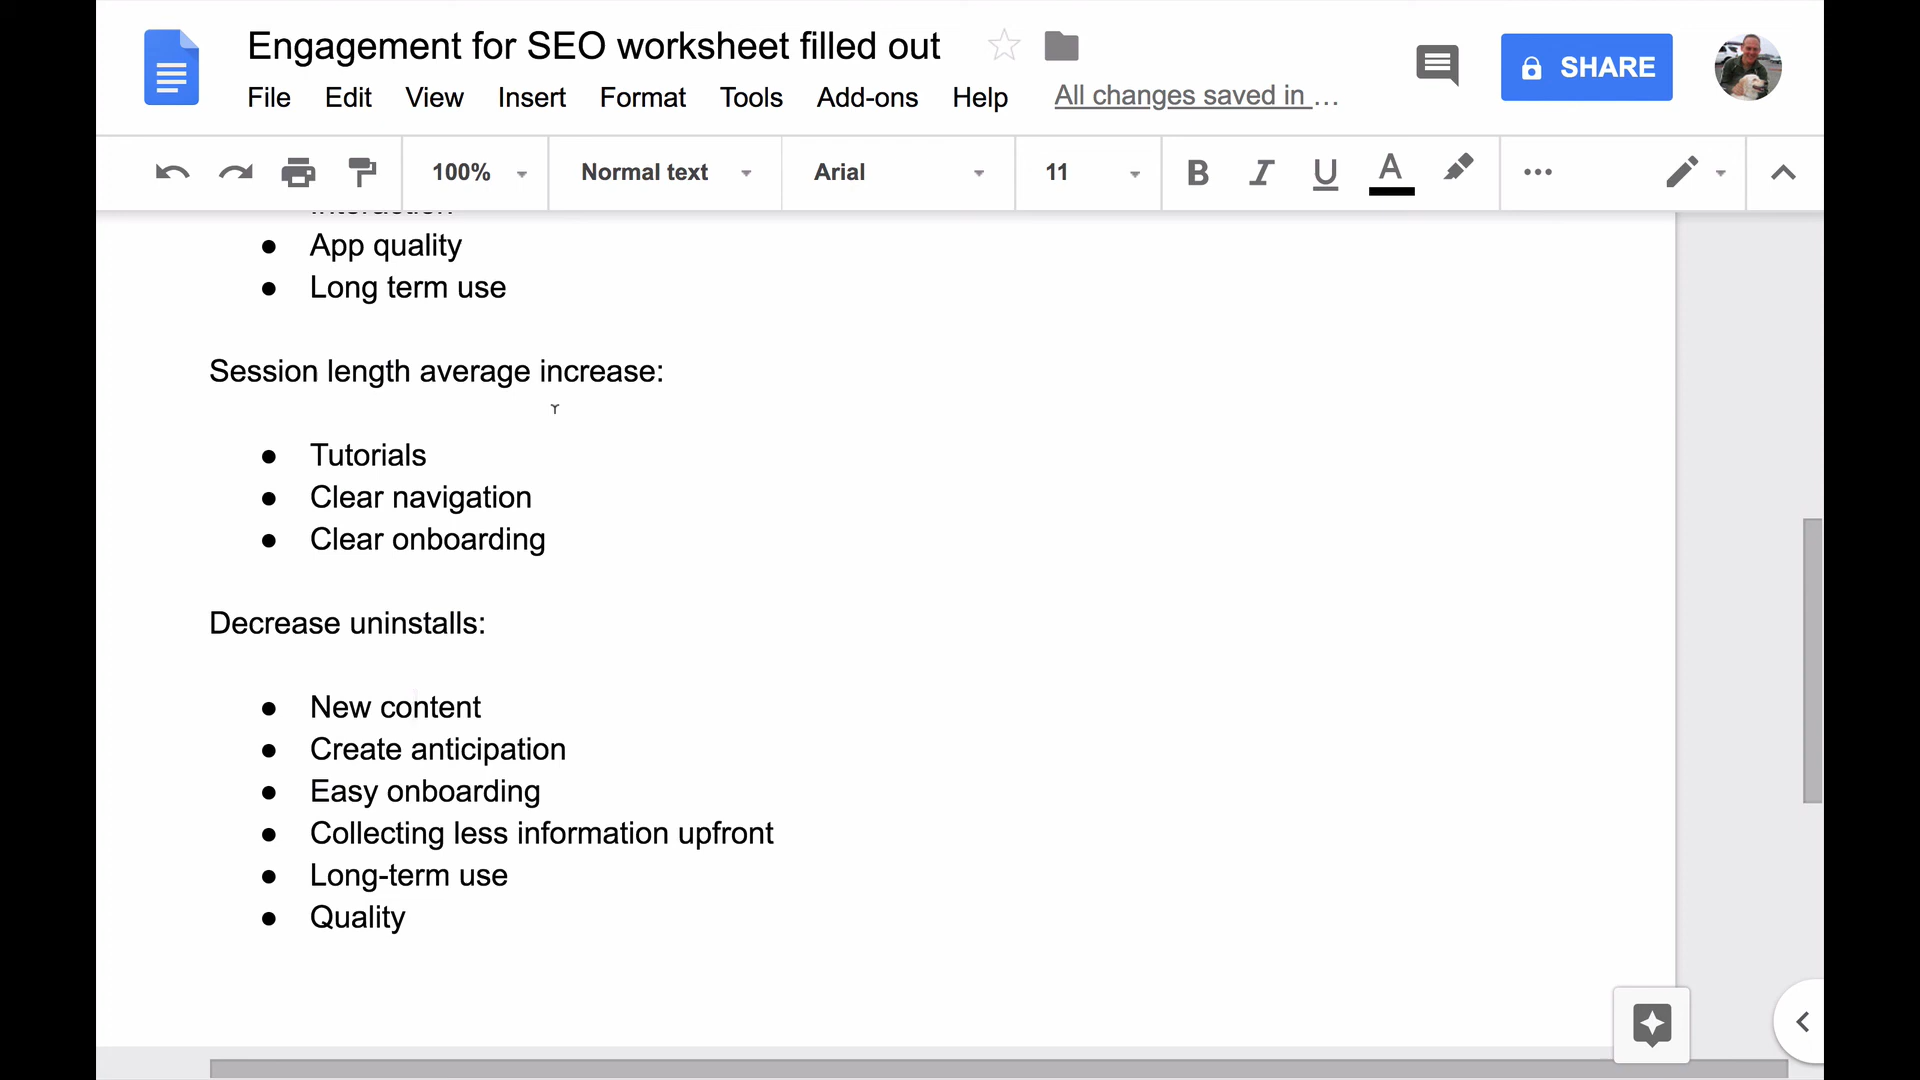 Engagement for SEO worksheet filled out
File Edit View Insert Format Tools Add-ons Help All changes saved in ...
SHARE
100% Normal text Arial 11 B I U A
● App quality
● Long term use
Session length average increase:
● Tutorials
● Clear navigation
● Clear onboarding
Decrease uninstalls:
● New content
● Create anticipation
● Easy onboarding
● Collecting less information upfront
● Long-term use
● Quality